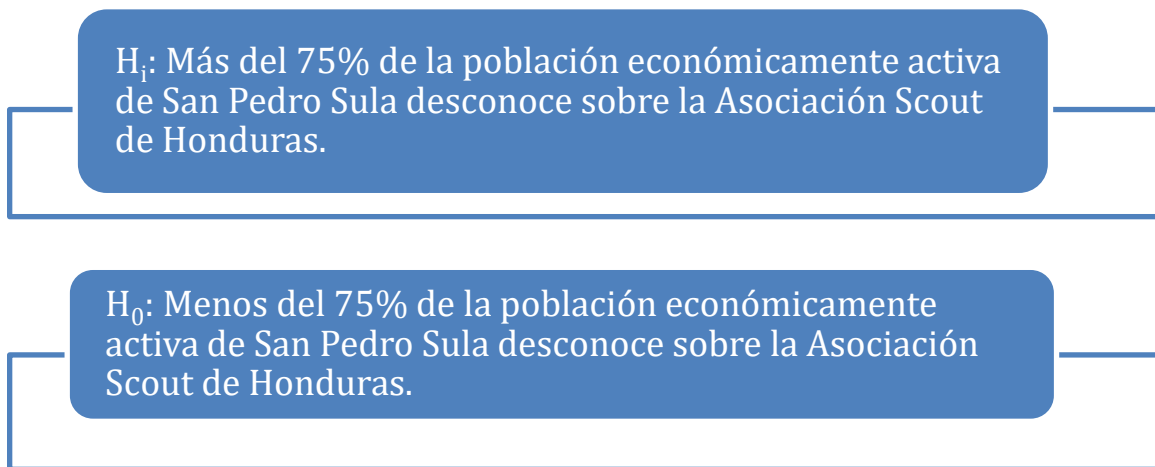 Hᵢ: Más del 75% de la población económicamente activa
de San Pedro Sula desconoce sobre la Asociación Scout
de Honduras.
H₀: Menos del 75% de la población económicamente
activa de San Pedro Sula desconoce sobre la Asociación
Scout de Honduras.